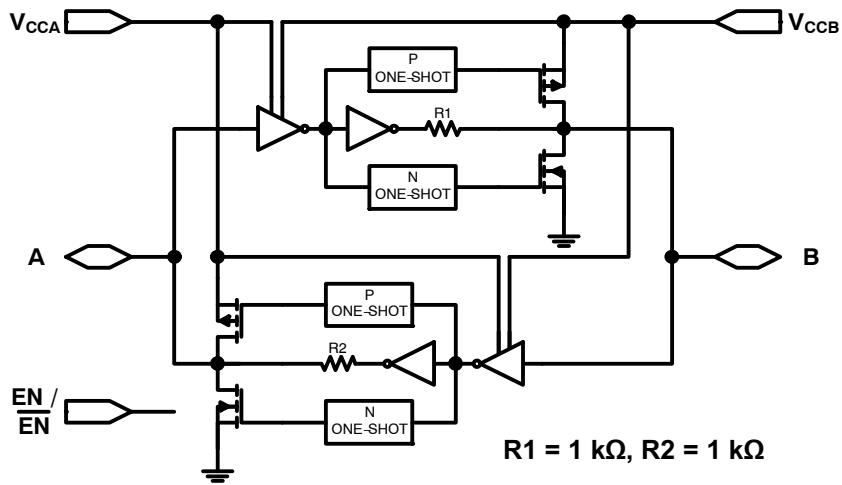 VCCA
VCCB
P
ONE-SHOT
R1
N
ONE-SHOT
A
B
P
ONE-SHOT
R2
N
ONE-SHOT
EN /
EN
R1 = 1 kΩ, R2 = 1 kΩ